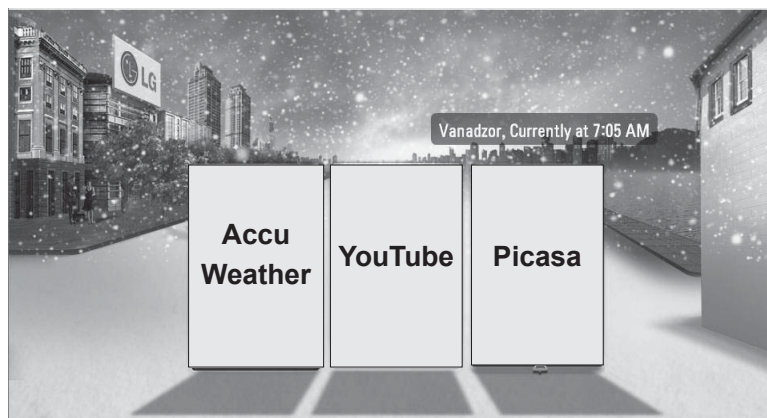 LG
Vanadzor, Currently at 7:05 AM
Accu
Weather
YouTube
Picasa